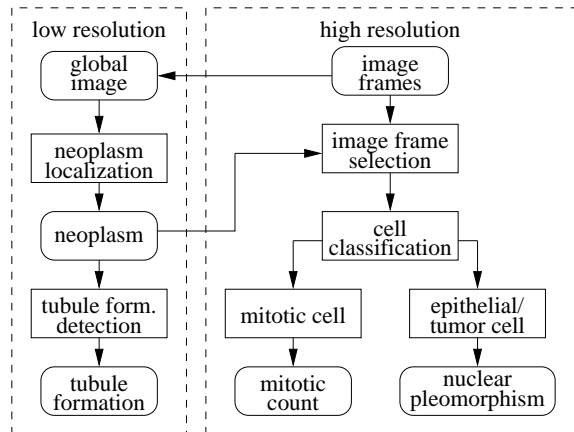 low resolution
global
image
neoplasm
localization
neoplasm
tubule form.
detection
tubule
formation
high resolution
image
frames
image frame
selection
cell
classification
mitotic cell
epithelial/
tumor cell
mitotic
count
nuclear
pleomorphism